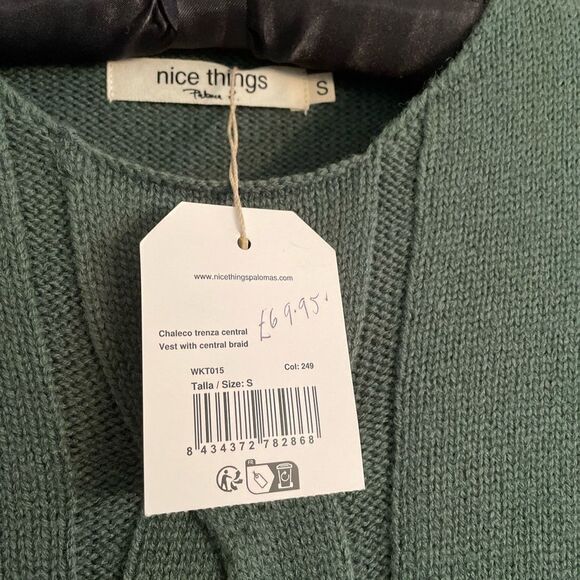 nice things
Paloma S.
S
www.nicethingspalomas.com
£69.95.
Chaleco trenza central
Vest with central braid
WKT015 Col: 249
Talla / Size: S
8 434372 782868
FR